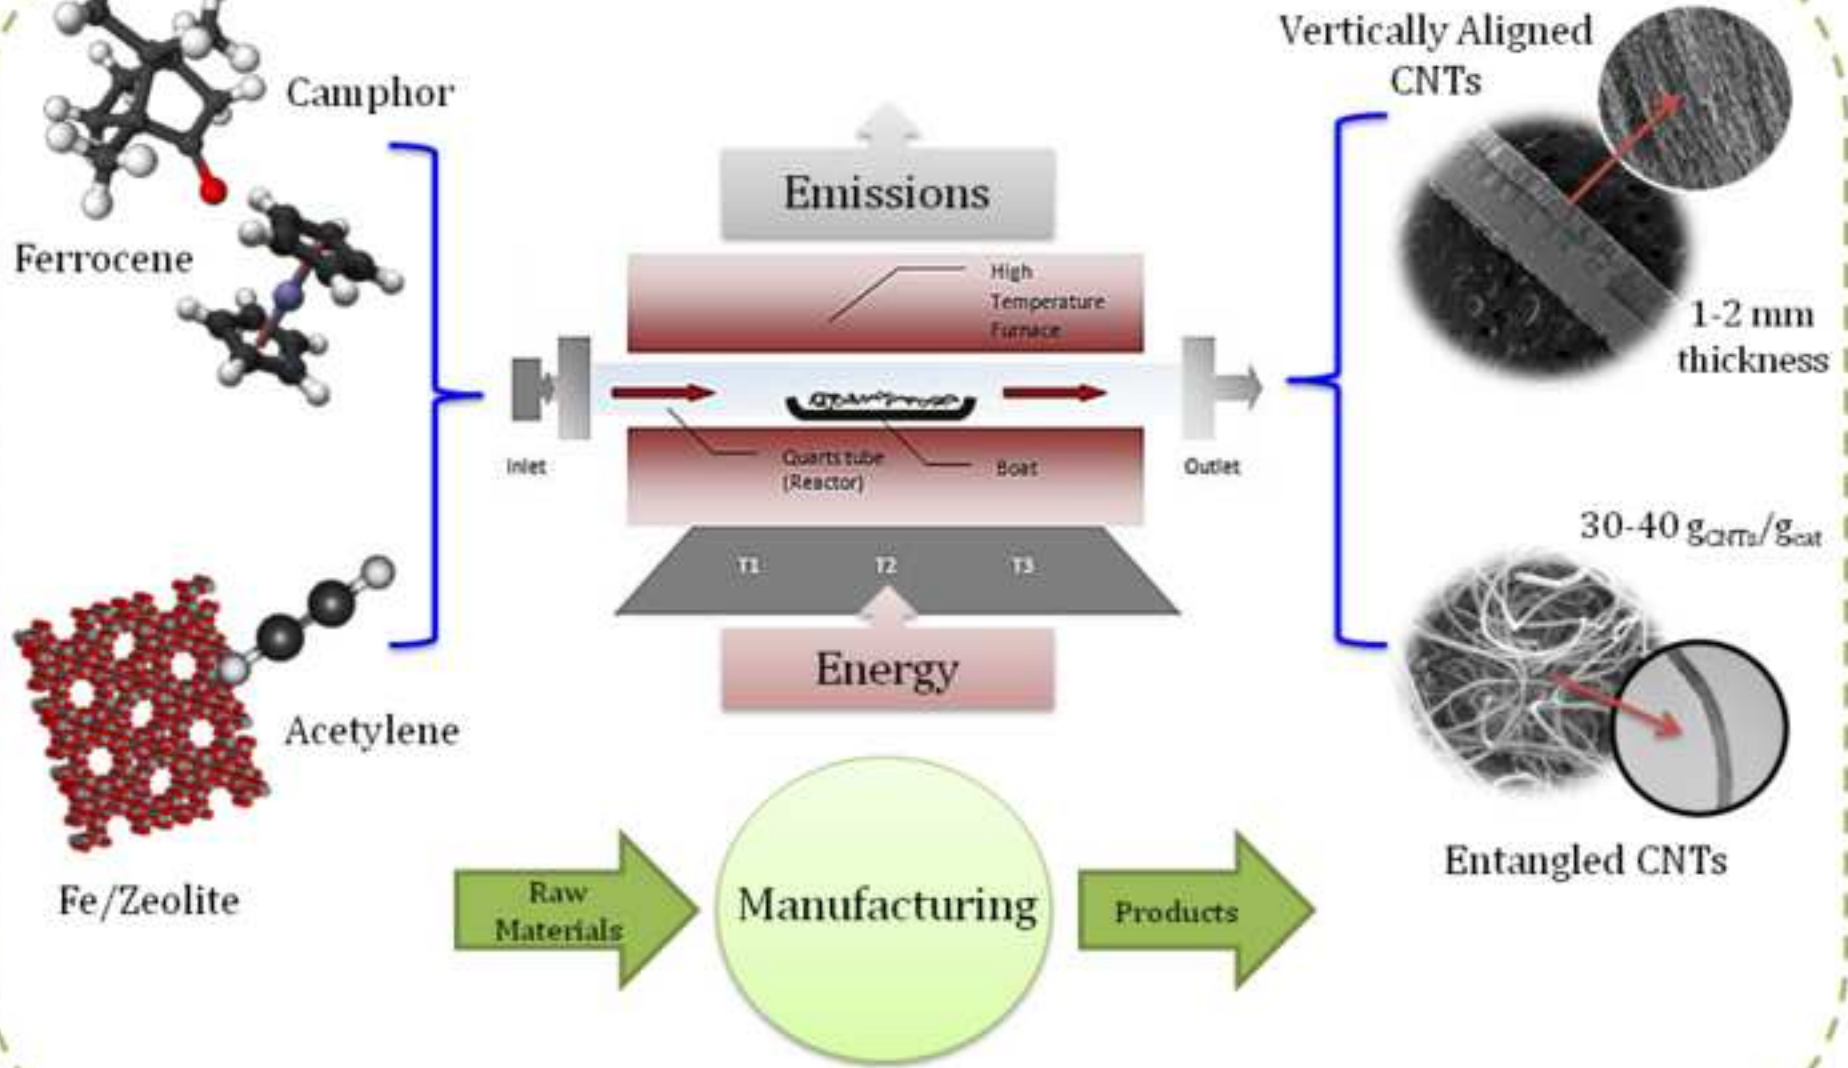 Camphor
Ferrocene
Acetylene
Fe/Zeolite
Emissions
High
Temperature
Furnace
Inlet
Quarts tube
(Reactor)
Boat
Outlet
T1 T2 T3
Energy
Raw
Materials
Manufacturing
Products
Vertically Aligned
CNTs
1-2 mm
thickness
30-40 gCNTs/gcat
Entangled CNTs